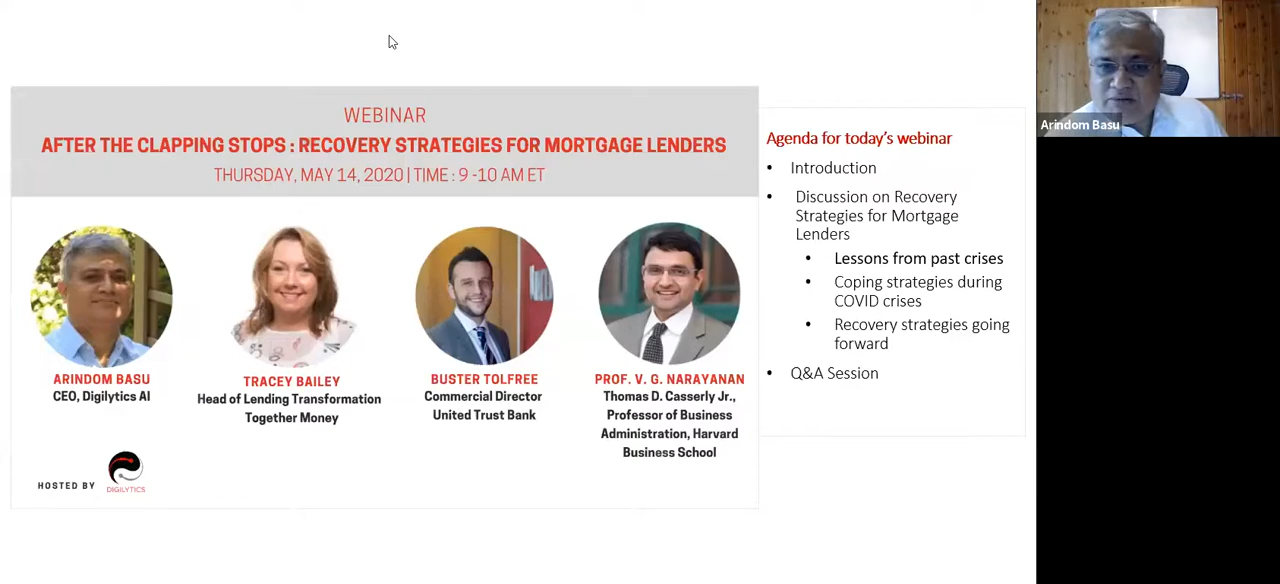 WEBINAR
AFTER THE CLAPPING STOPS : RECOVERY STRATEGIES FOR MORTGAGE LENDERS
THURSDAY, MAY 14, 2020 | TIME : 9 -10 AM ET
ARINDOM BASU
CEO, Digilytics AI
TRACEY BAILEY
Head of Lending Transformation
Together Money
BUSTER TOLFREE
Commercial Director
United Trust Bank
PROF. V. G. NARAYANAN
Thomas D. Casserly Jr.,
Professor of Business
Administration, Harvard
Business School
HOSTED BY
DIGILYTICS
Agenda for today's webinar
• Introduction
• Discussion on Recovery
Strategies for Mortgage
Lenders
• Lessons from past crises
• Coping strategies during
COVID crises
• Recovery strategies going
forward
• Q&A Session
Arindom Basu